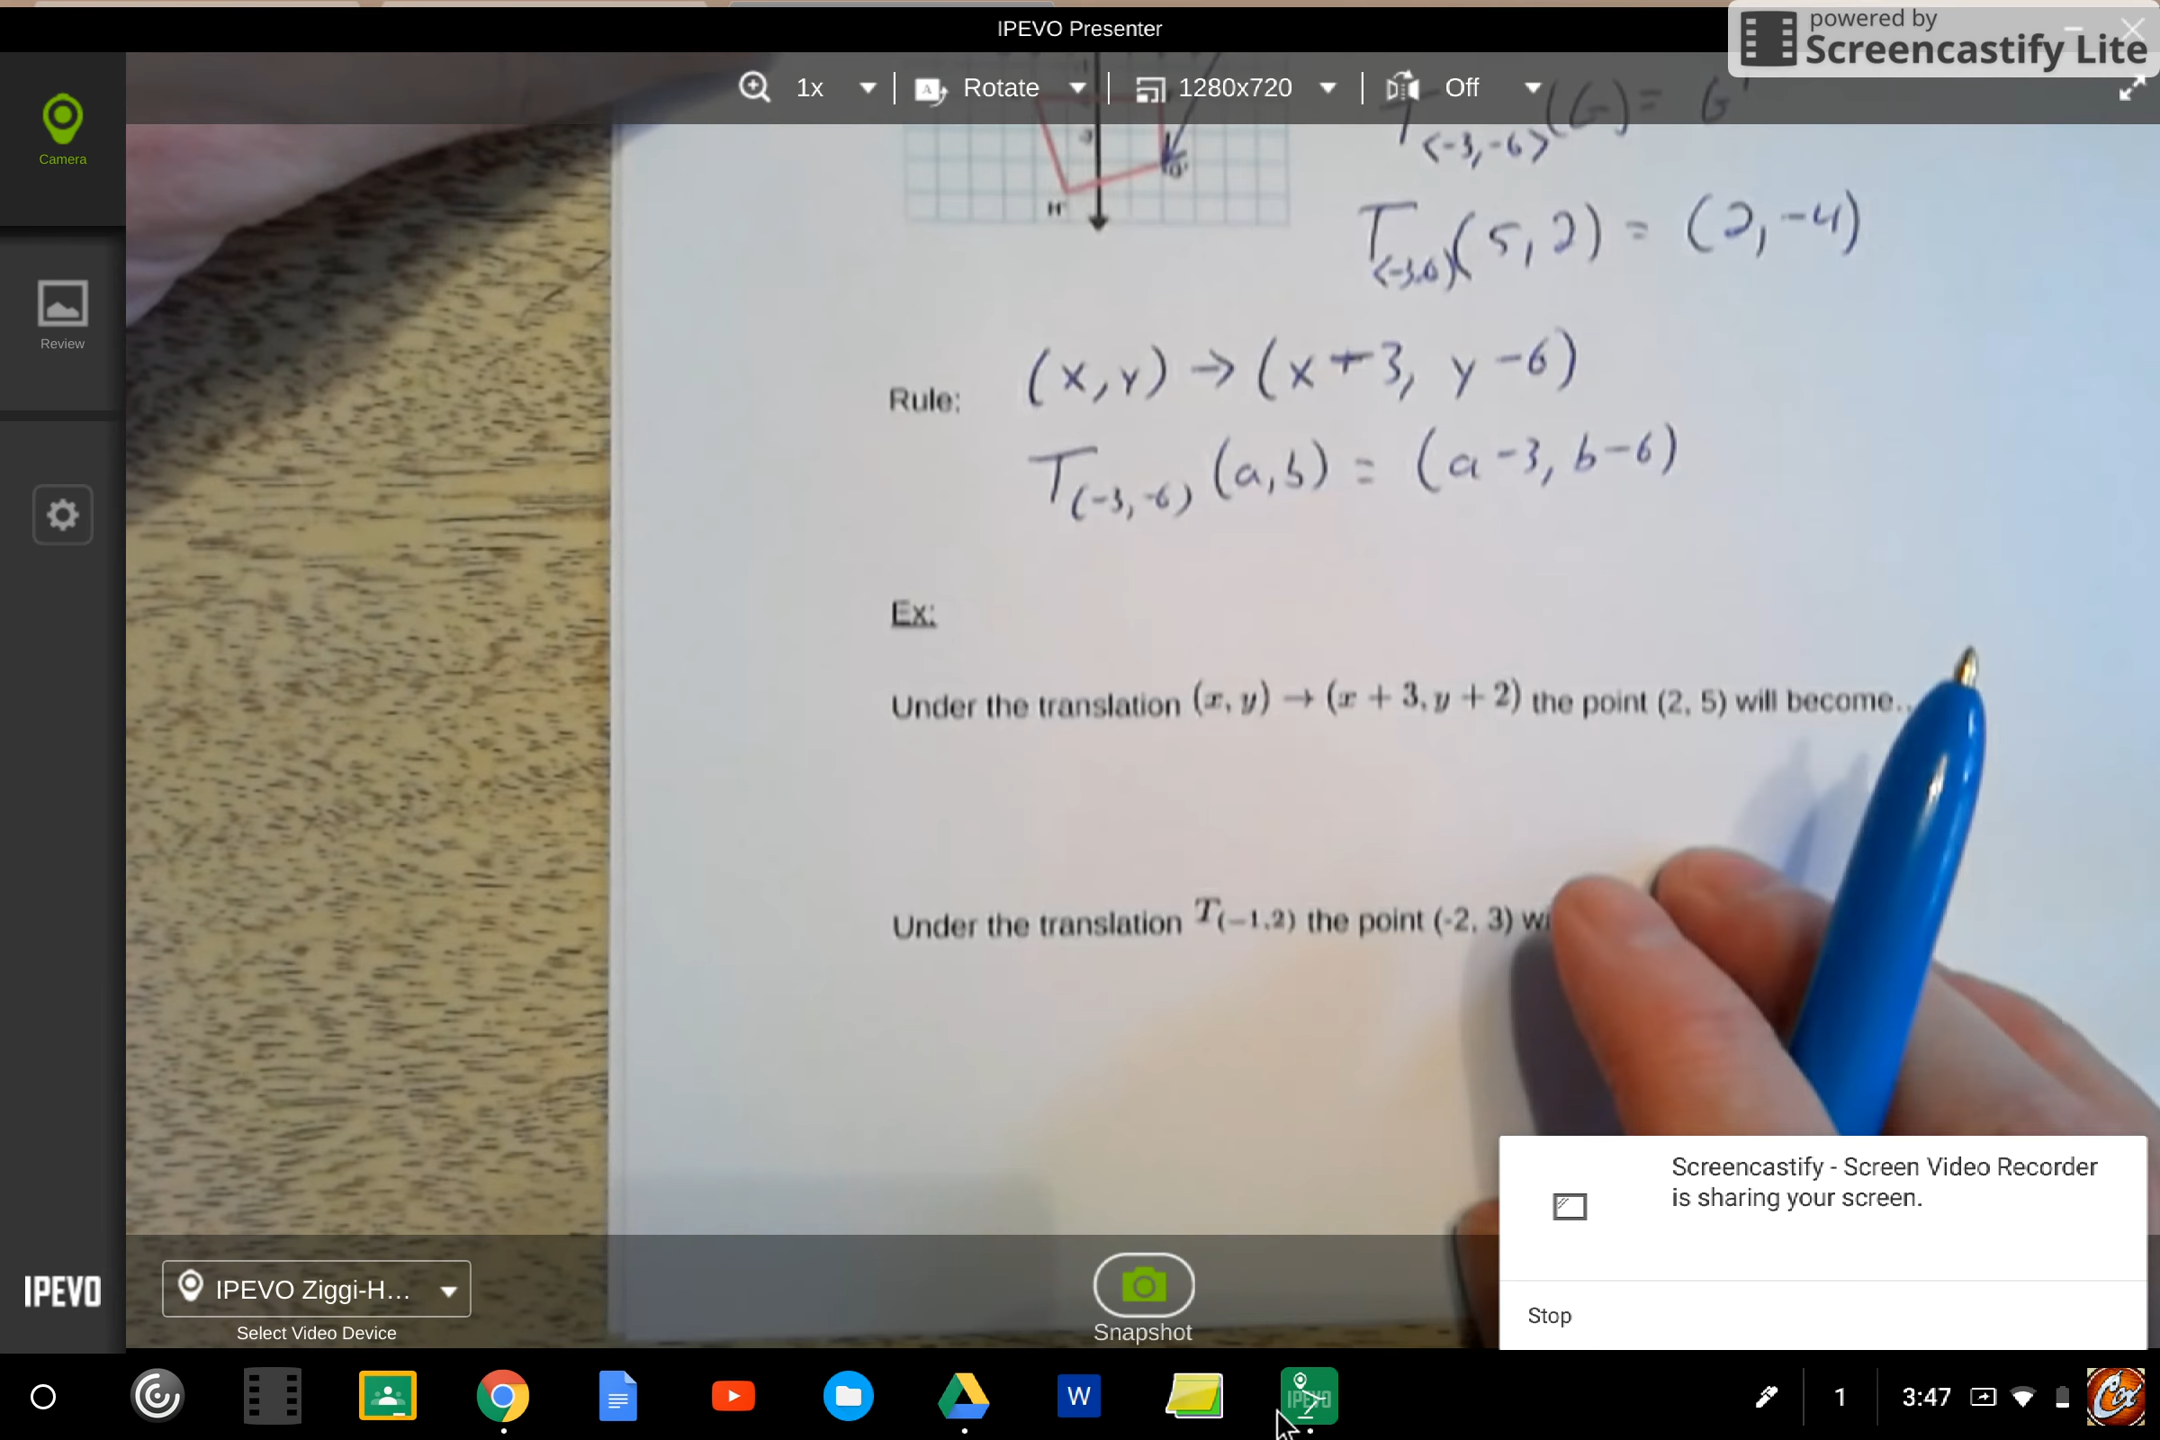 IPEVO Presenter
powered by
Screencastify Lite
Camera
1x
Rotate
1280x720
Off
T<-3,-6>(G) = G'
G'
H'
T(5,2) = (2,-4)
Review
Rule: (x,y) → (x+3, y-6)
T(-3,-6) (a,b) = (a-3, b-6)
Ex:
Under the translation (x, y) → (x + 3, y + 2) the point (2, 5) will become..
Under the translation T(-1,2) the point (-2, 3)
Screencastify - Screen Video Recorder
is sharing your screen.
Stop
IPEVO
IPEVO Ziggi-H...
Select Video Device
Snapshot
W
IPEVO
1
3:47